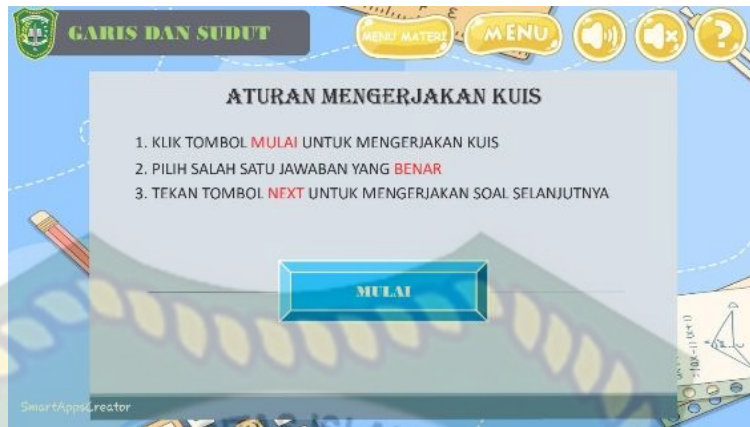 GARIS DAN SUDUT
MENU MATERI
MENU
?
ATURAN MENGERJAKAN KUIS
1. KLIK TOMBOL MULAI UNTUK MENGERJAKAN KUIS
2. PILIH SALAH SATU JAWABAN YANG BENAR
3. TEKAN TOMBOL NEXT UNTUK MENGERJAKAN SOAL SELANJUTNYA
MULAI
SmartAppsCreator